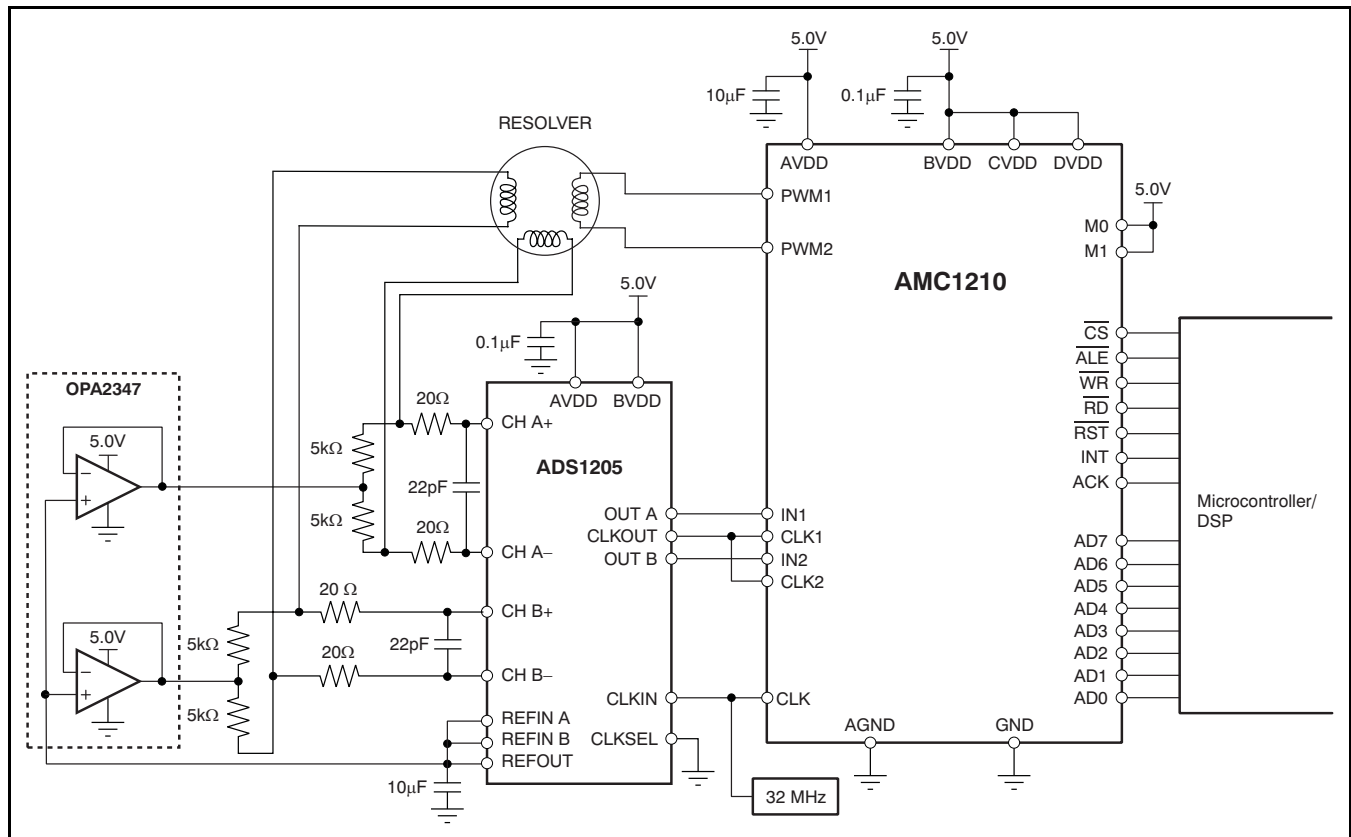 5.0V
5.0V
10μF
0.1μF
RESOLVER
AVDD
BVDD
CVDD
DVDD
5.0V
PWM1
PWM2
M0
M1
AMC1210
5.0V
0.1μF
CS
ALE
WR
RD
RST
INT
ACK
AD7
AD6
AD5
AD4
AD3
AD2
AD1
AD0
Microcontroller/
DSP
OPA2347
5.0V
5.0V
AVDD
BVDD
20Ω
CH A+
5kΩ
ADS1205
22pF
5kΩ
20Ω
CH A–
OUT A
CLKOUT
OUT B
IN1
CLK1
IN2
CLK2
20 Ω
CH B+
5kΩ
22pF
20Ω
CH B–
5kΩ
REFIN A
REFIN B
REFOUT
10μF
CLKIN
CLKSEL
CLK
AGND
GND
32 MHz